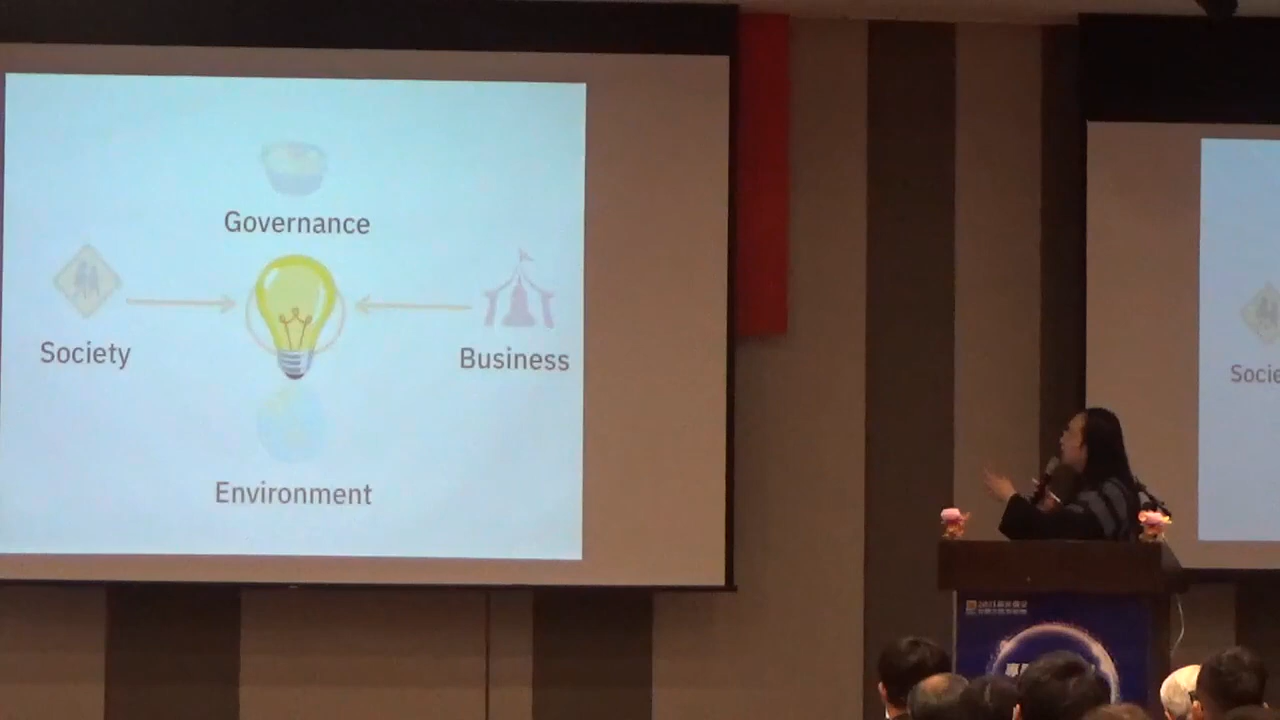 Governance
Society
Business
Environment
Socie